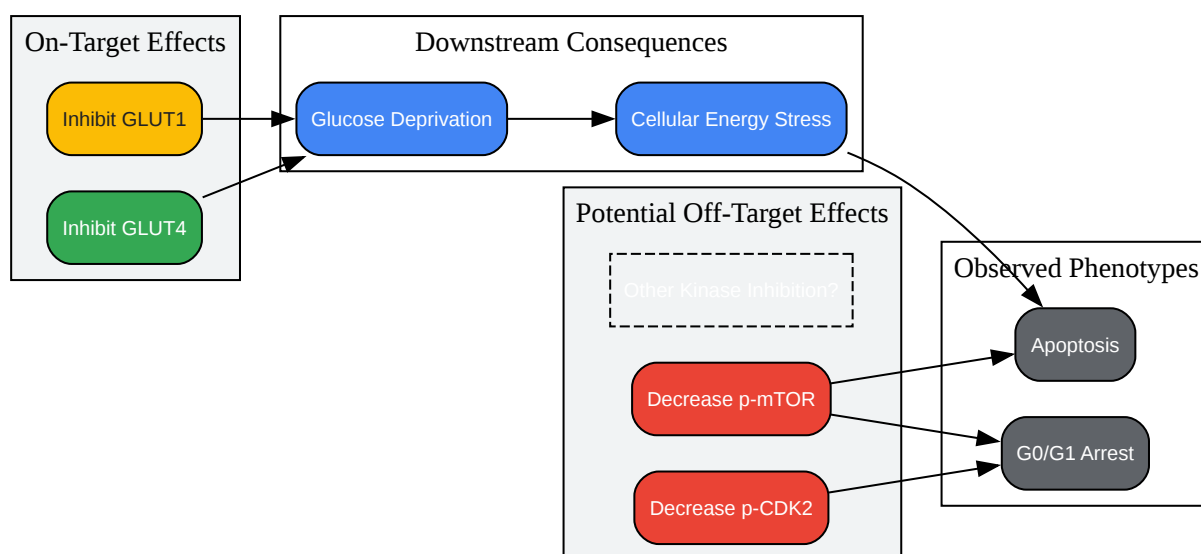 On-Target Effects
Inhibit GLUT1
Inhibit GLUT4
Downstream Consequences
Glucose Deprivation
Cellular Energy Stress
Potential Off-Target Effects
Other Kinase Inhibition?
Decrease p-mTOR
Decrease p-CDK2
Observed Phenotypes
Apoptosis
G0/G1 Arrest